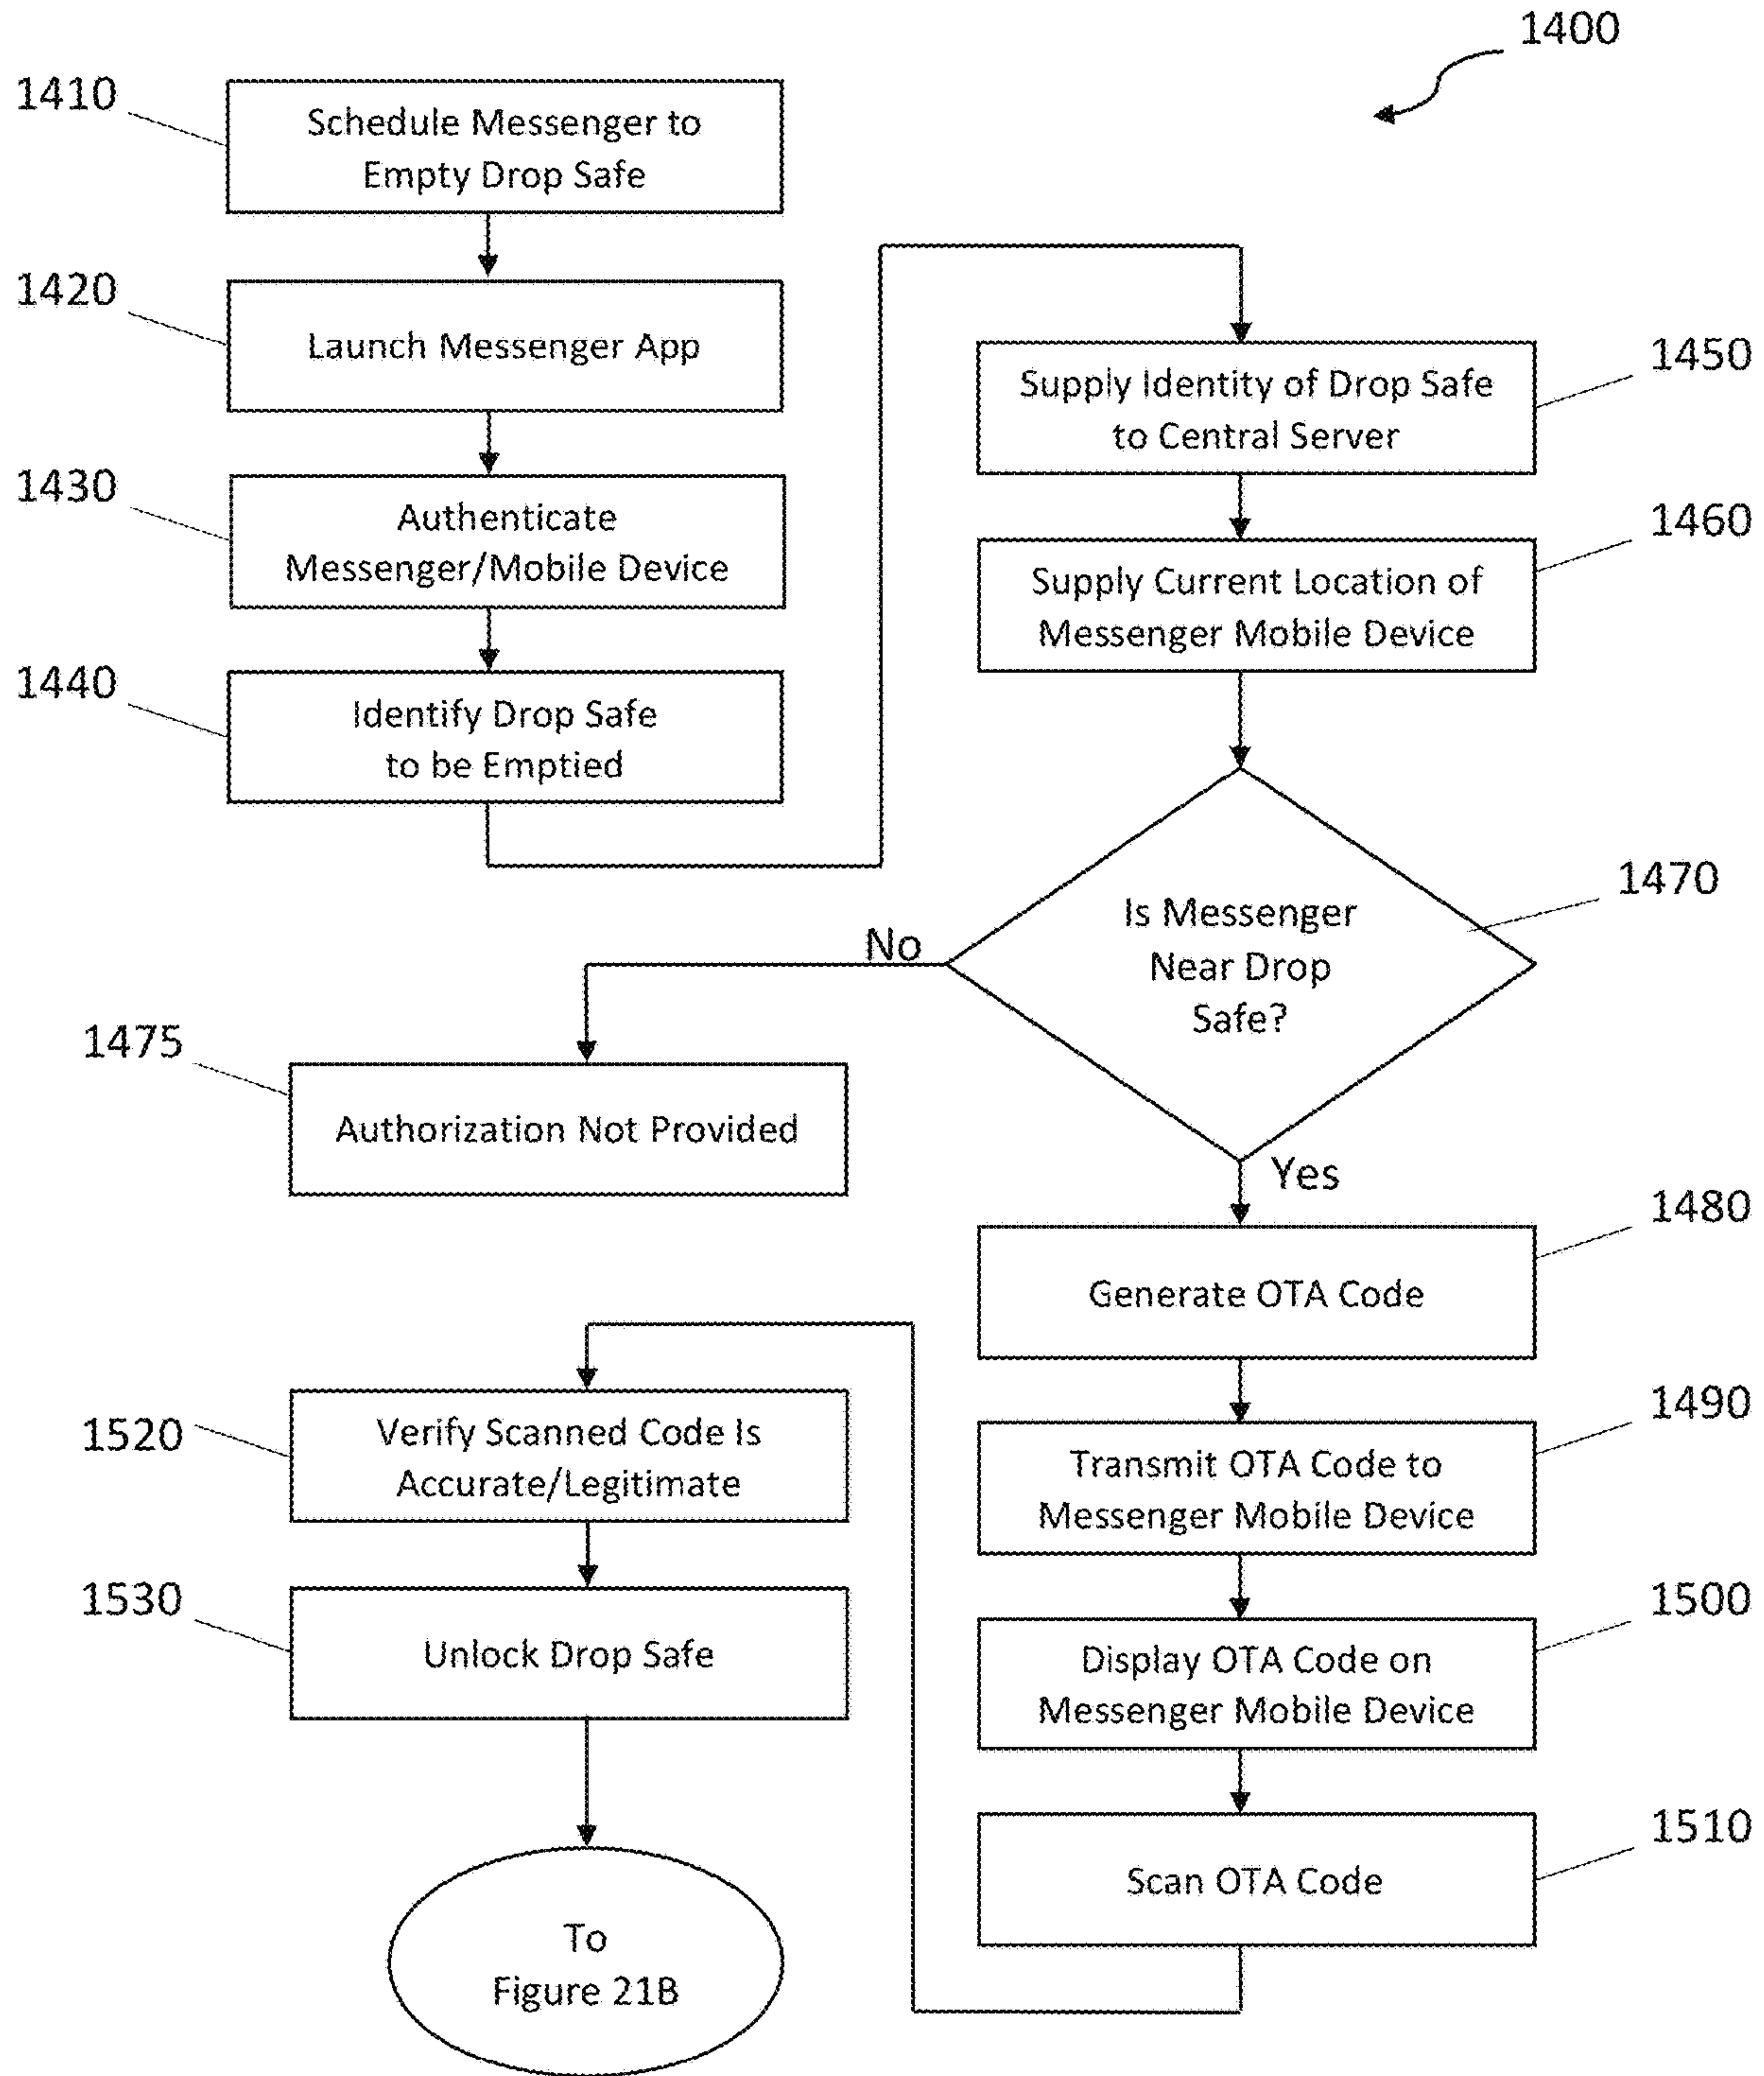 1400
1410
Schedule Messenger to
Empty Drop Safe
1420
Launch Messenger App
1430
Authenticate
Messenger/Mobile Device
1440
Identify Drop Safe
to be Emptied
1450
Supply Identity of Drop Safe
to Central Server
1460
Supply Current Location of
Messenger Mobile Device
1470
Is Messenger
Near Drop
Safe?
No
1475
Authorization Not Provided
Yes
1480
Generate OTA Code
1490
Transmit OTA Code to
Messenger Mobile Device
1500
Display OTA Code on
Messenger Mobile Device
1510
Scan OTA Code
1520
Verify Scanned Code Is
Accurate/Legitimate
1530
Unlock Drop Safe
To
Figure 21B